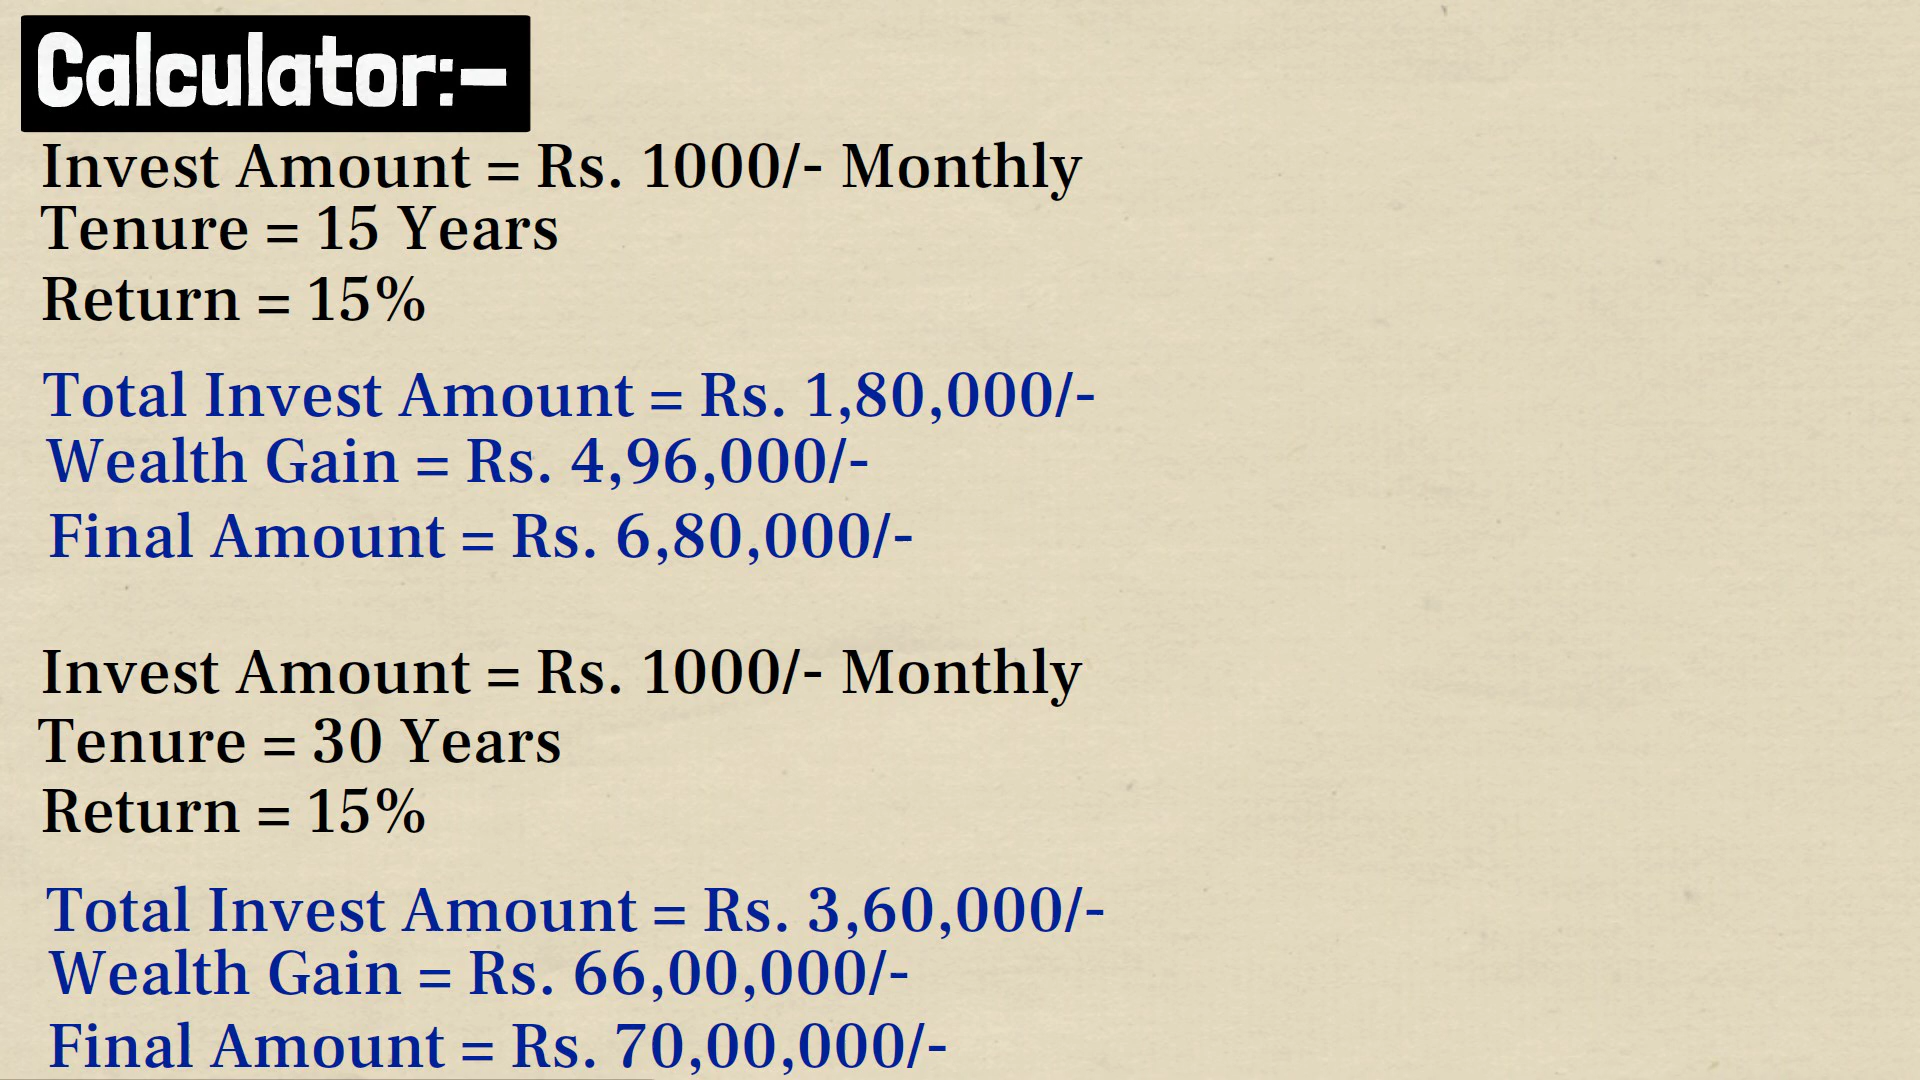 Calculator:-
Invest Amount = Rs. 1000/- Monthly
Tenure = 15 Years
Return = 15%
Total Invest Amount = Rs. 1,80,000/-
Wealth Gain = Rs. 4,96,000/-
Final Amount = Rs. 6,80,000/-
Invest Amount = Rs. 1000/- Monthly
Tenure = 30 Years
Return = 15%
Total Invest Amount = Rs. 3,60,000/-
Wealth Gain = Rs. 66,00,000/-
Final Amount = Rs. 70,00,000/-